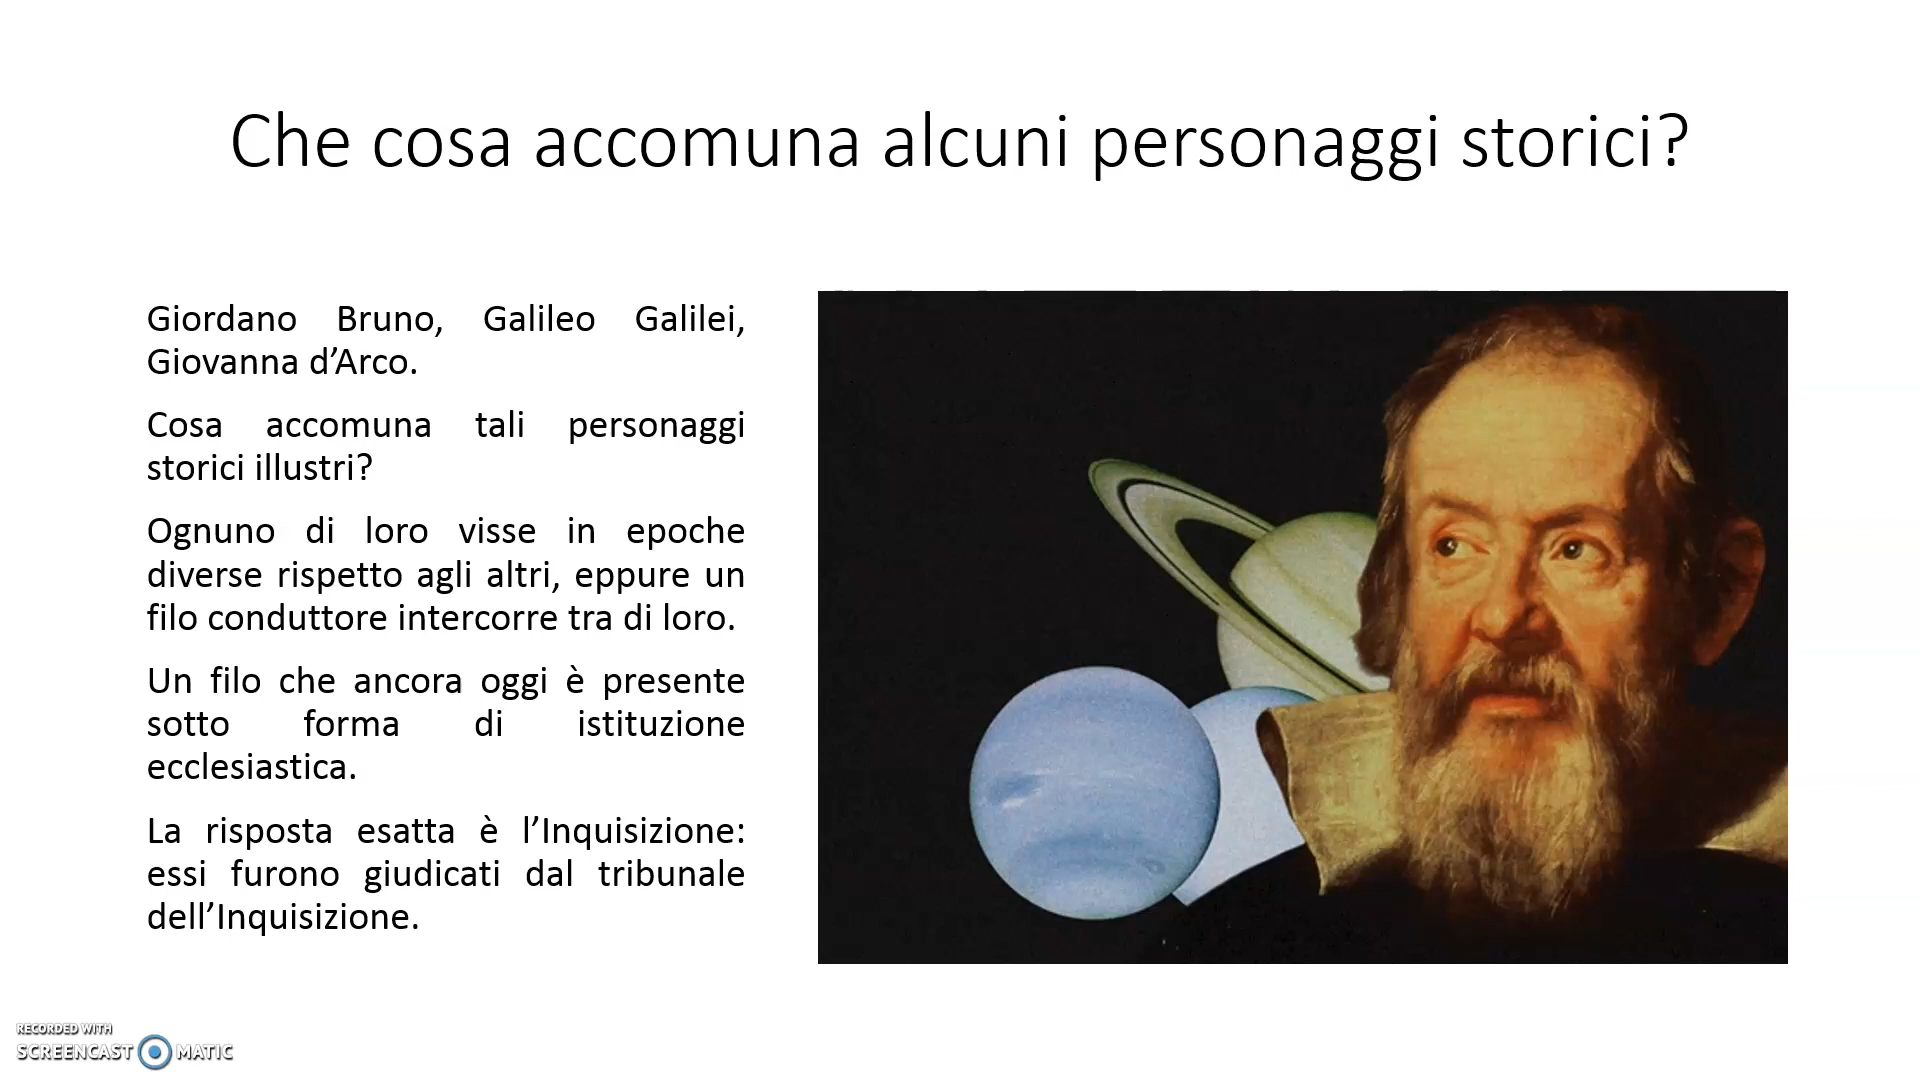 Che cosa accomuna alcuni personaggi storici?
Giordano Bruno, Galileo Galilei,
Giovanna d’Arco.
Cosa accomuna tali personaggi
storici illustri?
Ognuno di loro visse in epoche
diverse rispetto agli altri, eppure un
filo conduttore intercorre tra di loro.
Un filo che ancora oggi è presente
sotto forma di istituzione
ecclesiastica.
La risposta esatta è l’Inquisizione:
essi furono giudicati dal tribunale
dell’Inquisizione.
RECORDED WITH
SCREENCAST MATIC